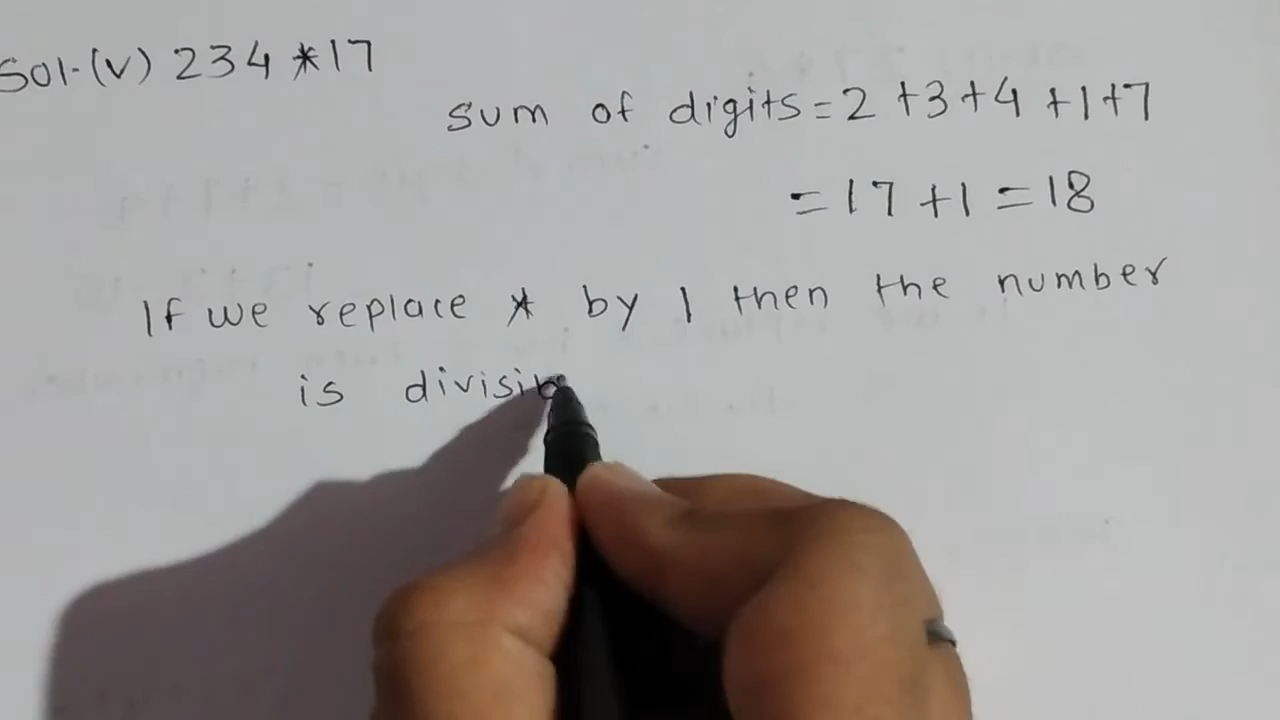 Sol-(v) 234 *17
sum of digits = 2 +3+4 +1+7
= 17 +1 = 18
If we replace * by 1 then the number
is divisib